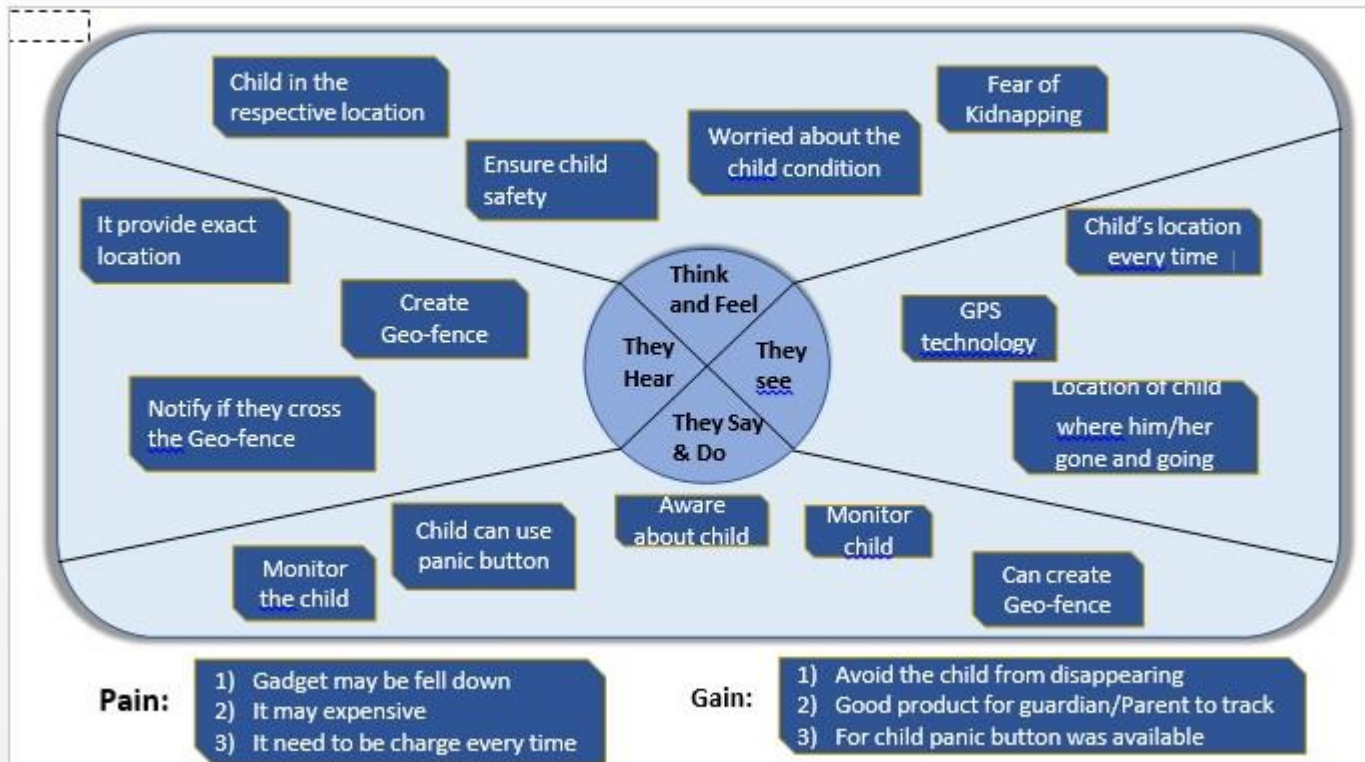 Child in the
respective location
Ensure child
safety
Worried about the
child condition
Fear of
Kidnapping
It provide exact
location
Create
Geo-fence
Notify if they cross
the Geo-fence
Think
and Feel
They
Hear
They
see
They Say
& Do
Child's location
every time
GPS
technology
Location of child
where him/her
gone and going
Monitor
the child
Child can use
panic button
Aware
about child
Monitor
child
Can create
Geo-fence
Pain:
1) Gadget may be fell down
2) It may expensive
3) It need to be charge every time
Gain:
1) Avoid the child from disappearing
2) Good product for guardian/Parent to track
3) For child panic button was available